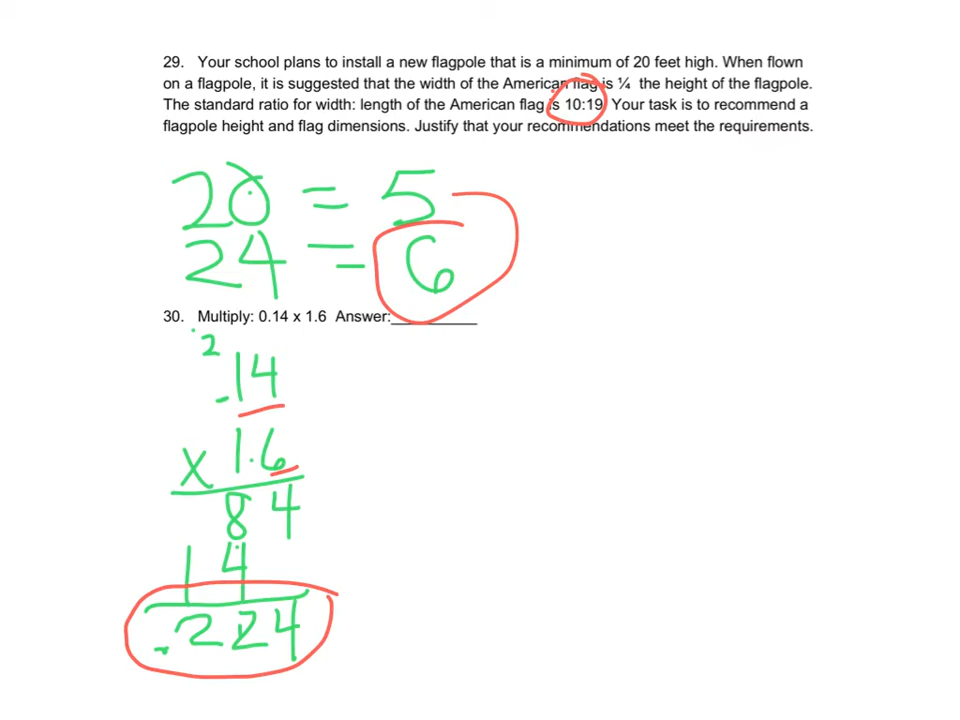 29. Your school plans to install a new flagpole that is a minimum of 20 feet high. When flown
on a flagpole, it is suggested that the width of the American flag is ¼ the height of the flagpole.
The standard ratio for width: length of the American flag is 10:19. Your task is to recommend a
flagpole height and flag dimensions. Justify that your recommendations meet the requirements.
20 = 5
24 = 6
30. Multiply: 0.14 x 1.6 Answer:__________
2
.14
x 1.6
84
14
.224